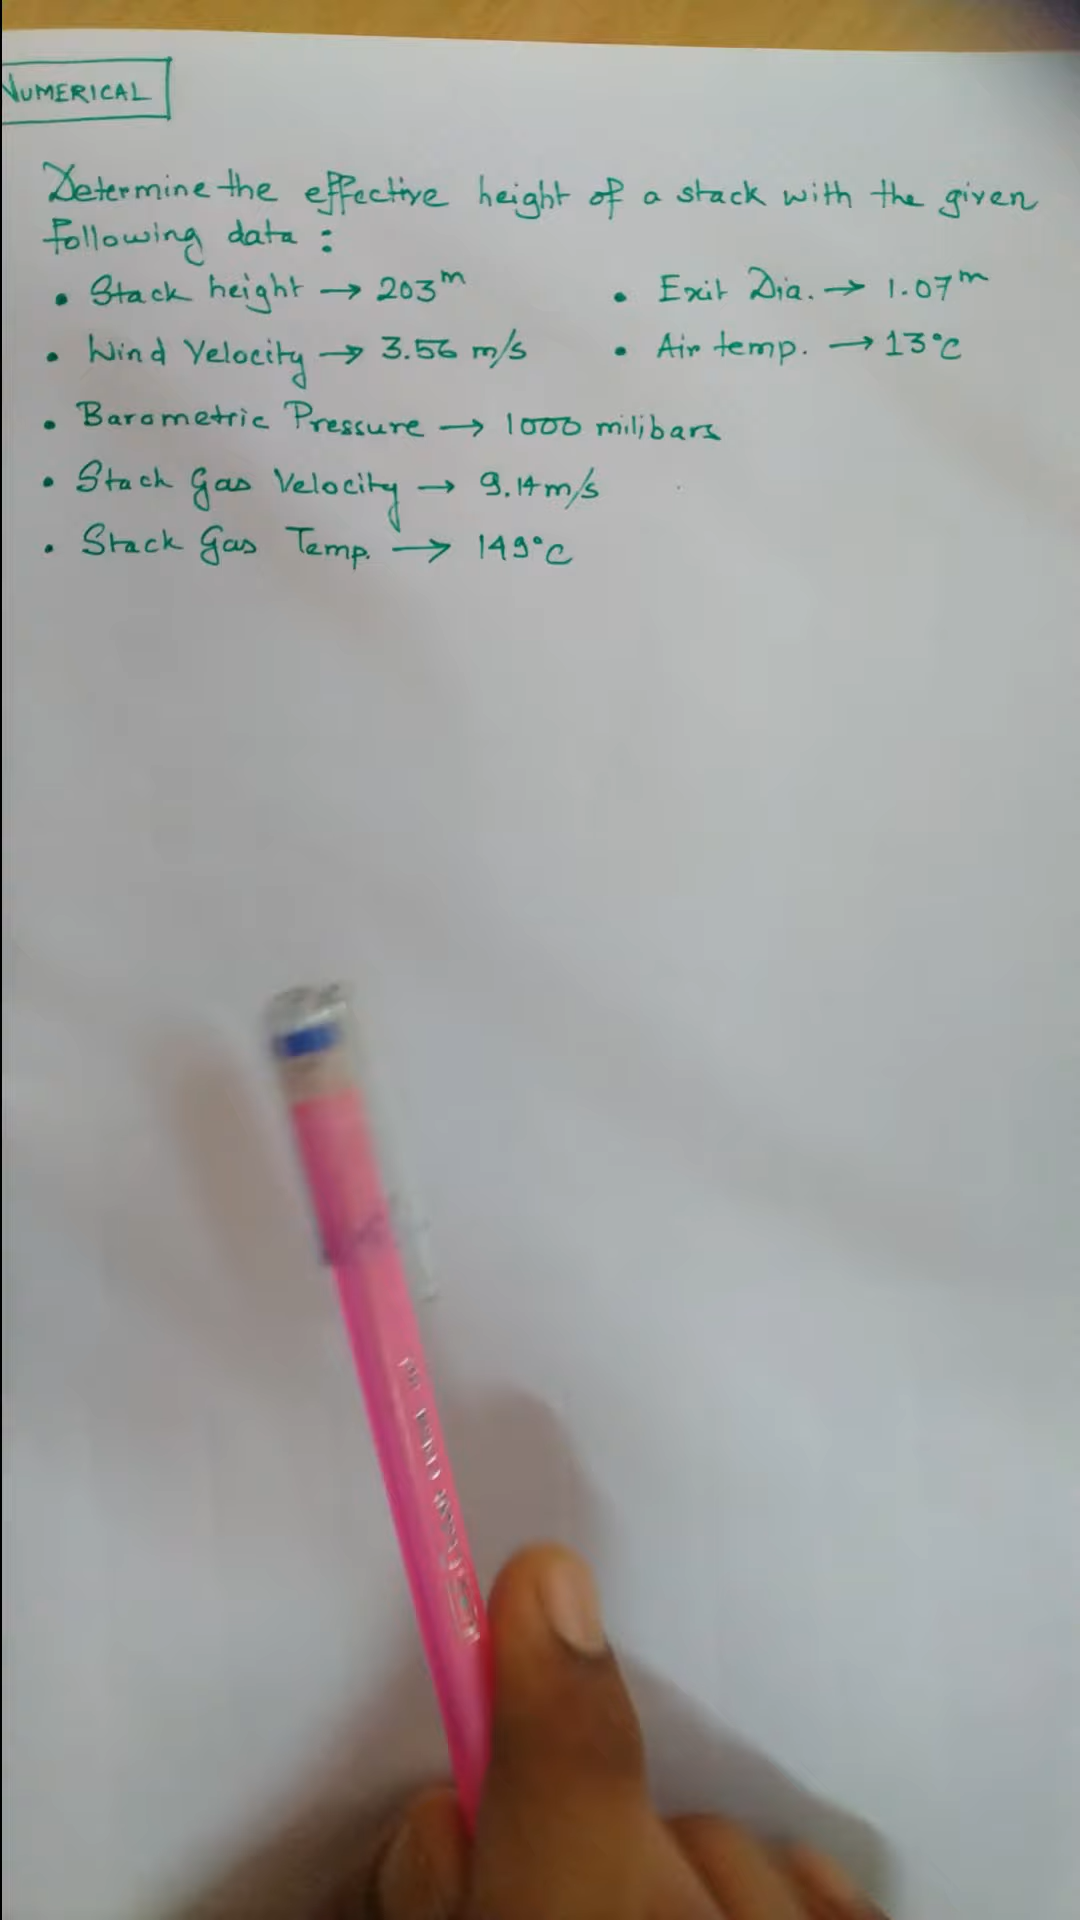 NUMERICAL
Determine the effective height of a stack with the given
following data :
• Stack height → 203m
• Exit Dia. → 1.07m
• Wind Velocity → 3.56 m/s
• Air temp. → 13°C
• Barometric Pressure → 1000 milibars
• Stack Gas Velocity → 9.14m/s
• Stack Gas Temp. → 149°C